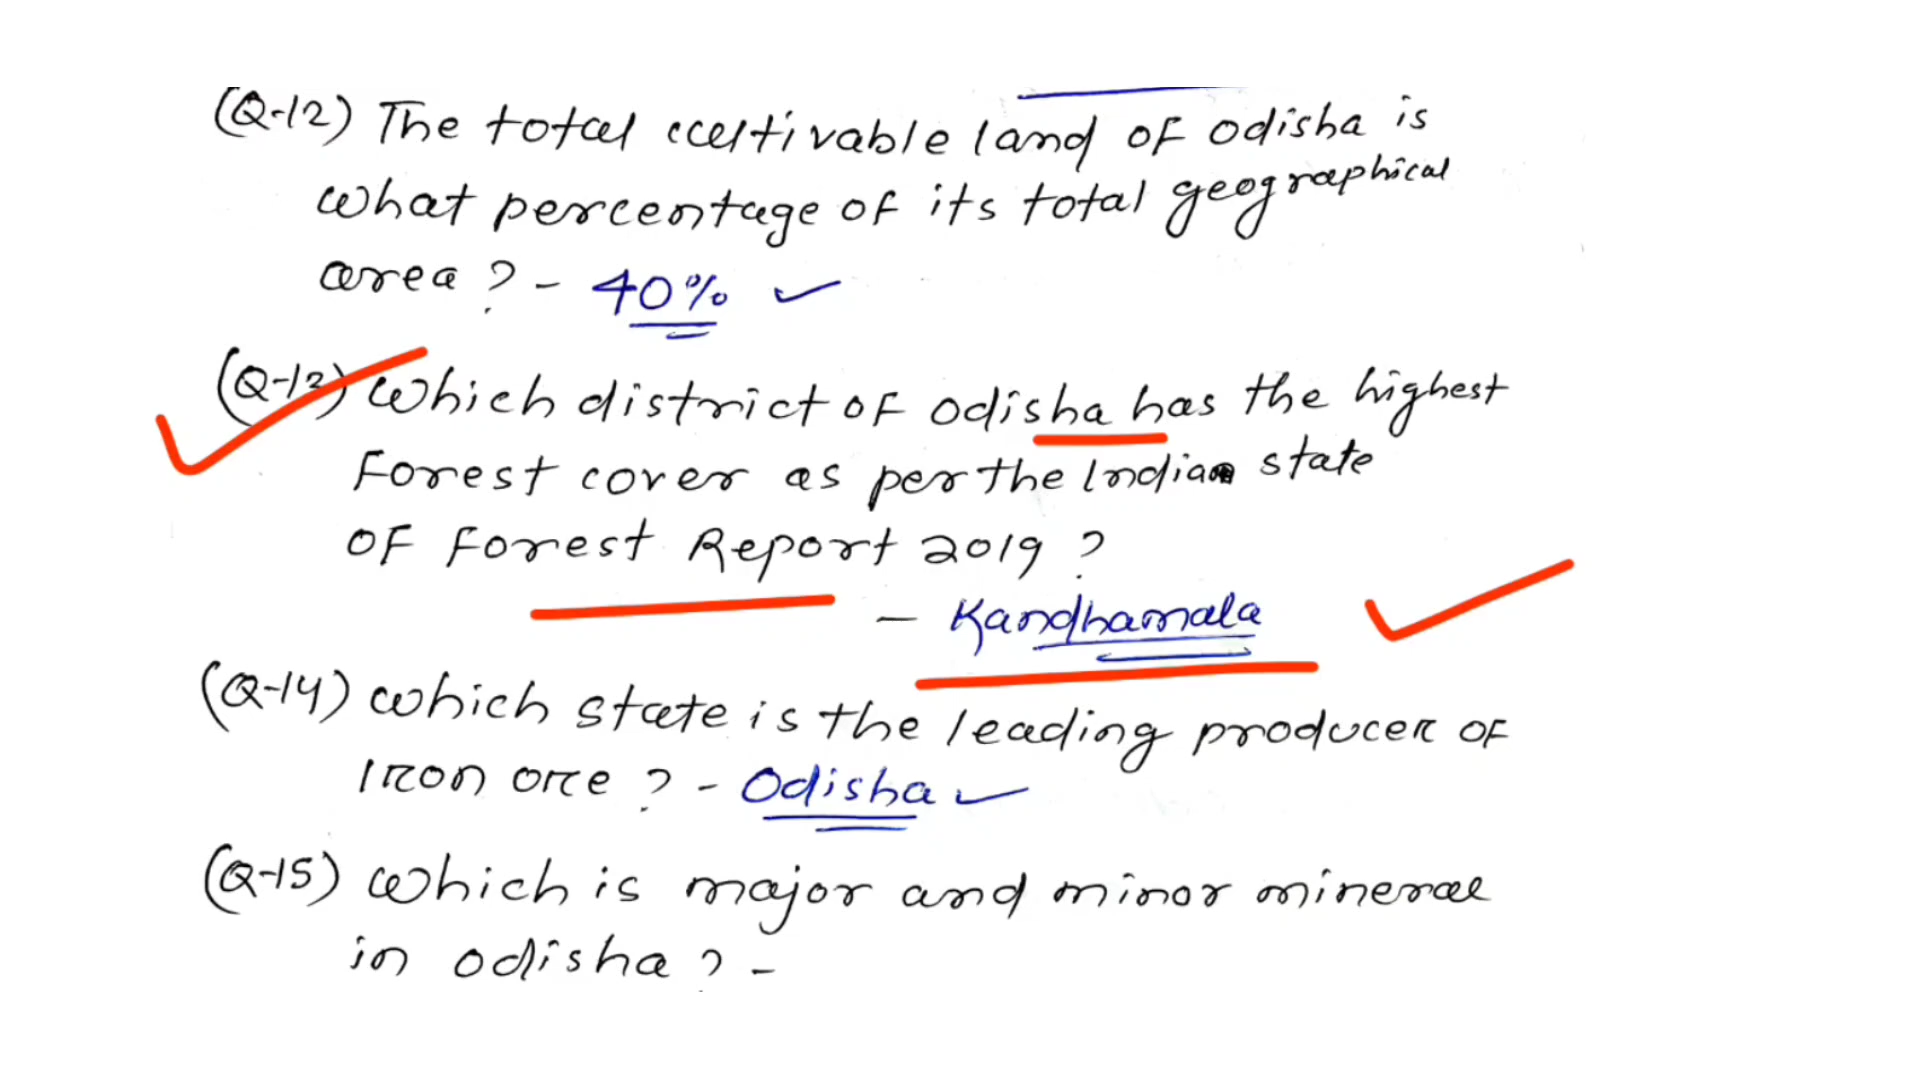 (Q-12) The total cultivable land of odisha is
what percentage of its total geographical
area ? - 40%
(Q-13) which district of odisha has the highest
Forest cover as per the Indian state
of Forest Report 2019 ?
- Kandhamala
(Q-14) which state is the leading producer of
Iron ore ? - Odisha
(Q-15) which is major and minor mineral
in odisha ? -